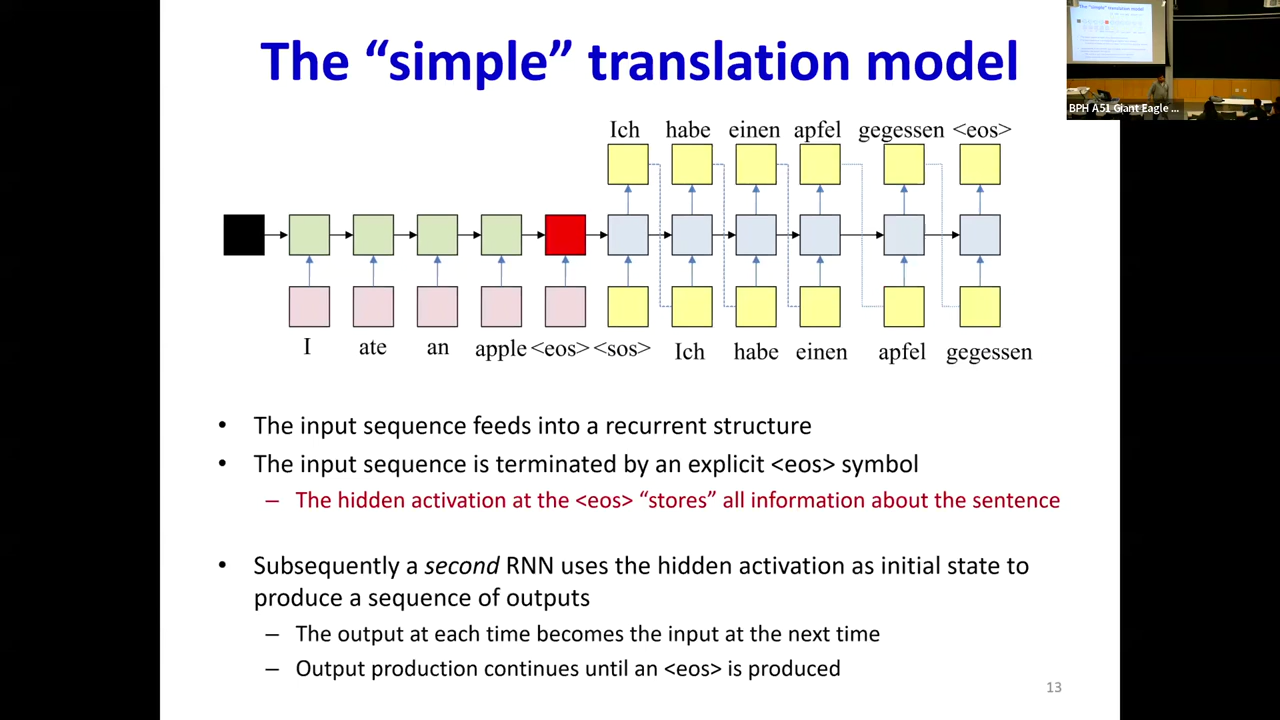 The “simple” translation model
BPH A51 Giant Eagle ...
Ich habe einen apfel gegessen <eos>
I ate an apple <eos> <sos> Ich habe einen apfel gegessen
• The input sequence feeds into a recurrent structure
• The input sequence is terminated by an explicit <eos> symbol
– The hidden activation at the <eos> “stores” all information about the sentence
• Subsequently a second RNN uses the hidden activation as initial state to
produce a sequence of outputs
– The output at each time becomes the input at the next time
– Output production continues until an <eos> is produced
13